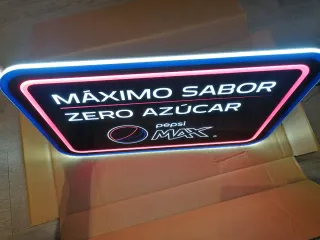 MÁXIMO SABOR
ZERO AZÚCAR
pepsi
MAX